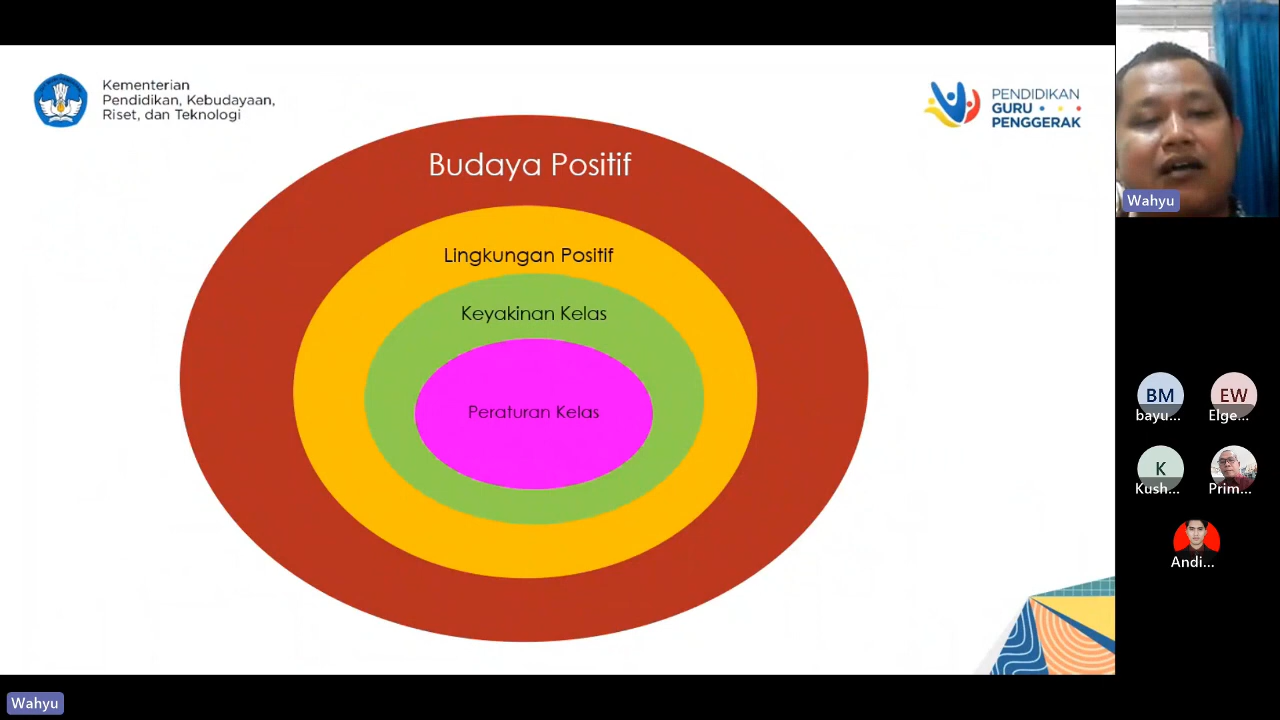 Kementerian
Pendidikan, Kebudayaan,
Riset, dan Teknologi
PENDIDIKAN
GURU
PENGGERAK
Budaya Positif
Lingkungan Positif
Keyakinan Kelas
Peraturan Kelas
Wahyu
BM
bayu...
EW
Elge...
K
Kush...
Prim...
Andi...
Wahyu